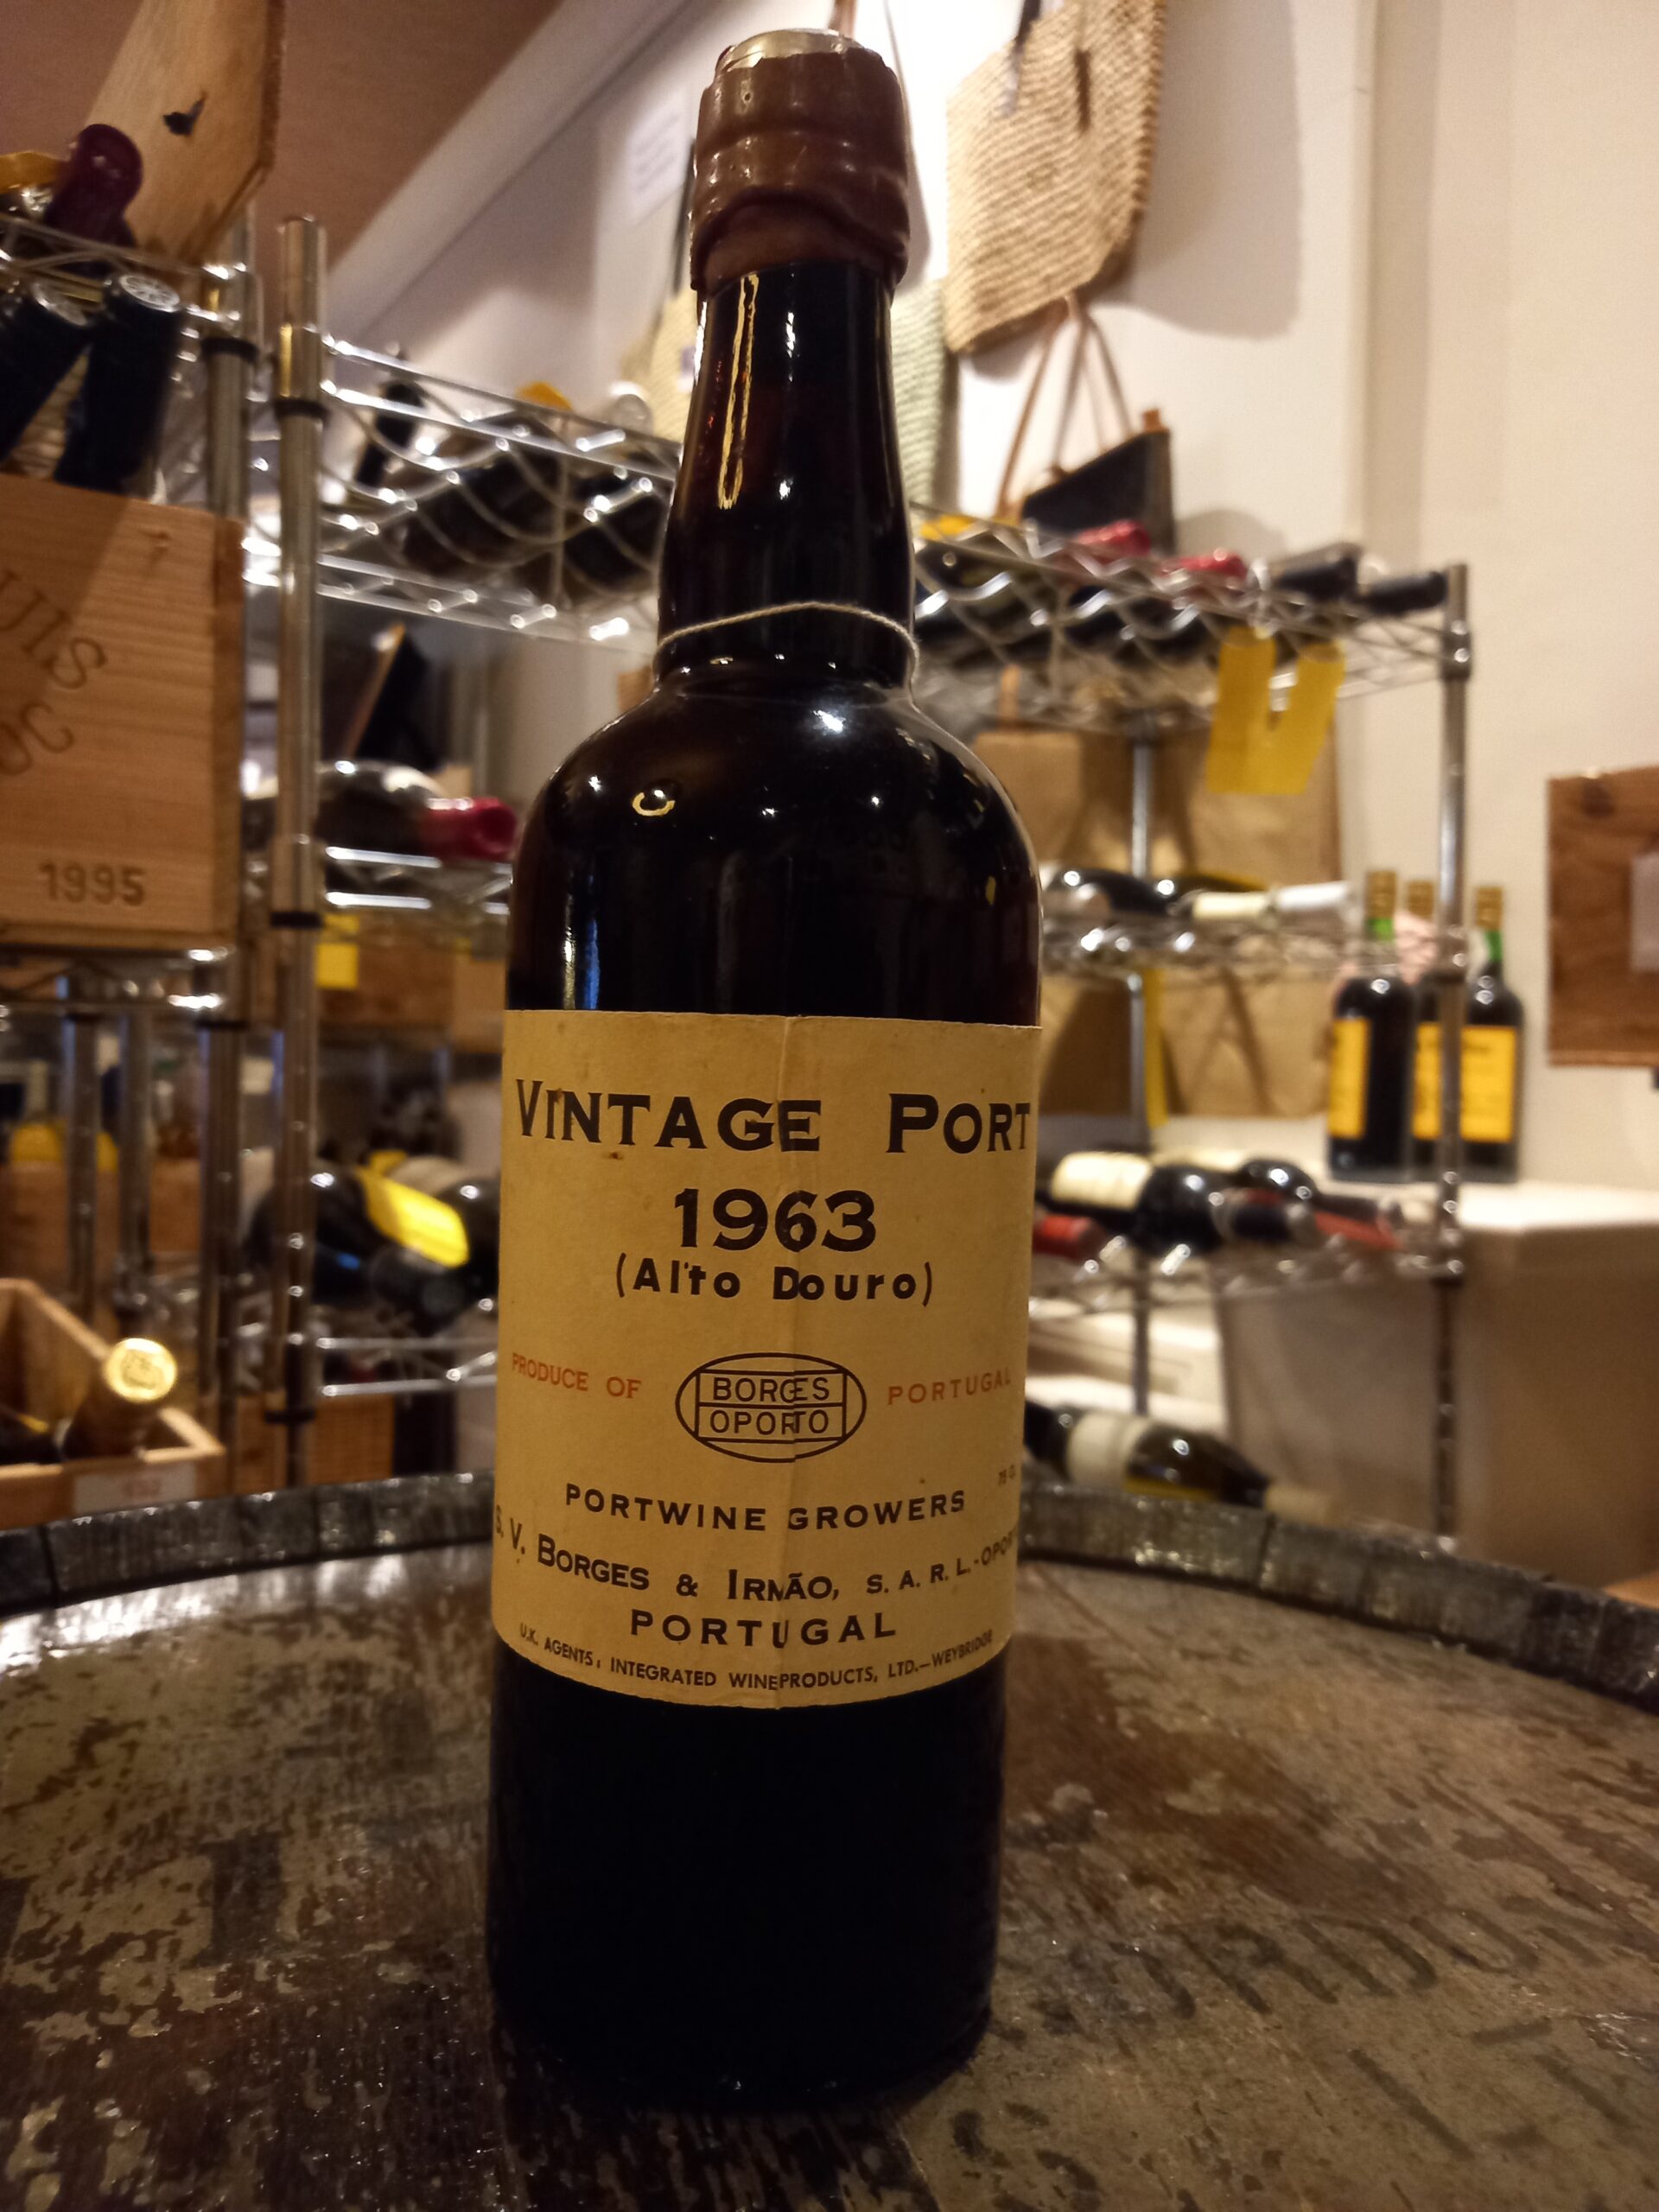 VINTAGE PORT
1963
(Alto Douro)
PRODUCE OF
BORGES
OPORTO
PORTUGAL
PORTWINE GROWERS
V. BORGES & IRMÃO, S. A. R. L.-OPOR
PORTUGAL
U.K. AGENTS, INTEGRATED WINEPRODUCTS, LTD.—WEYBRIDGE
1995